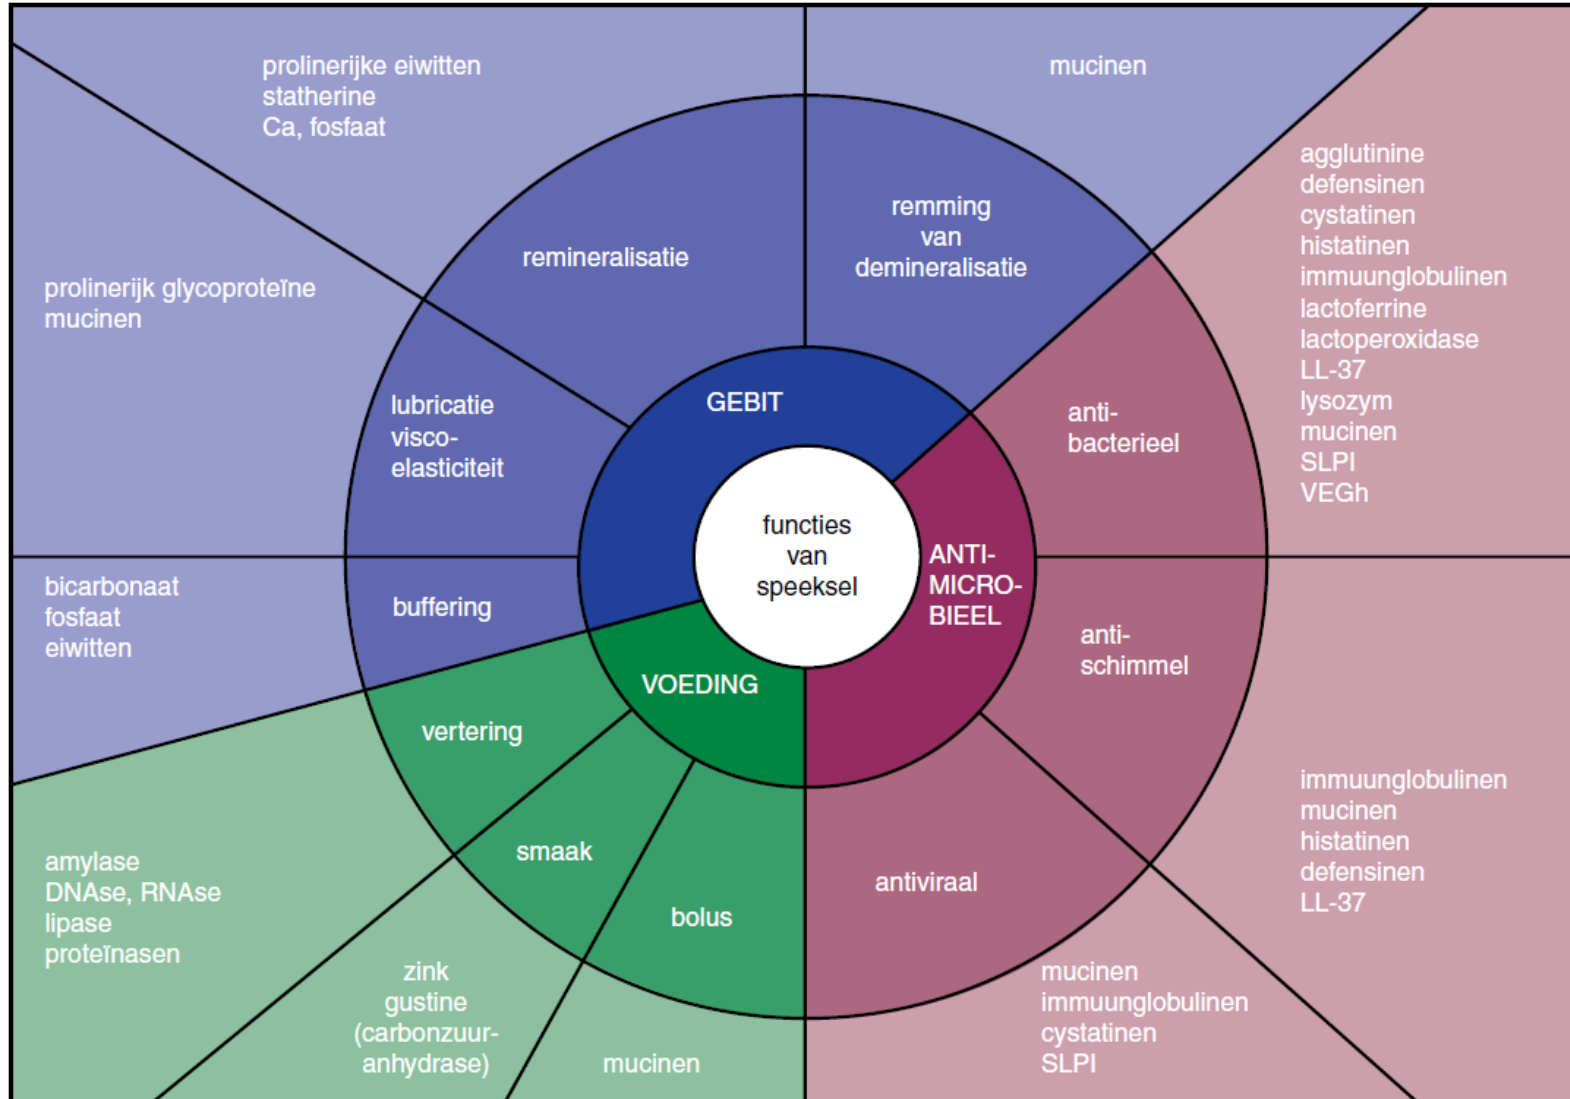 prolinerijke eiwitten
statherine
Ca, fosfaat
mucinen
agglutinine
defensinen
cystatinen
histatinen
immuunglobulinen
lactoferrine
lactoperoxidase
LL-37
lysozym
mucinen
SLPI
VEGh
remming
van
demineralisatie
remineralisatie
prolinerijk glycoproteïne
mucinen
lubricatie
visco-
elasticiteit
GEBIT
anti-
bacterieel
functies
van
speeksel
ANTI-
MICRO-
BIEEL
bicarbonaat
fosfaat
eiwitten
buffering
anti-
schimmel
VOEDING
vertering
immuunglobulinen
mucinen
histatinen
defensinen
LL-37
amylase
DNAse, RNAse
lipase
proteïnasen
smaak
bolus
antiviraal
zink
gustine
(carbonzuur-
anhydrase)
mucinen
mucinen
immuunglobulinen
cystatinen
SLPI